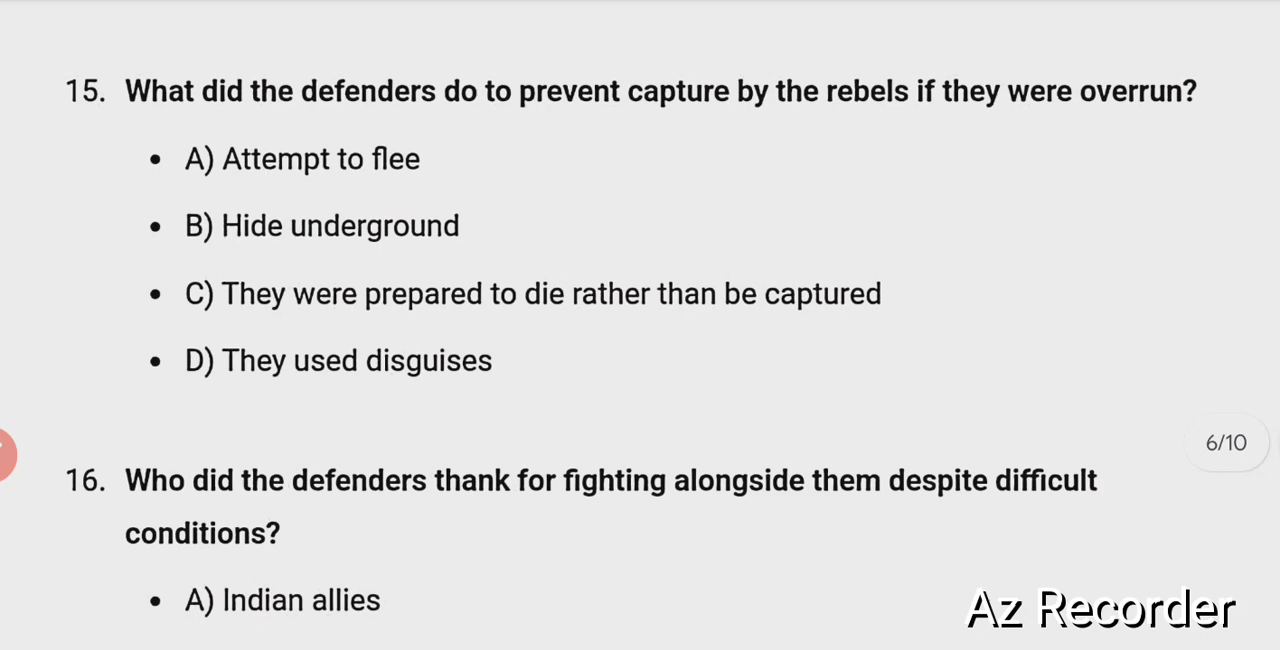 15. What did the defenders do to prevent capture by the rebels if they were overrun?
• A) Attempt to flee
• B) Hide underground
• C) They were prepared to die rather than be captured
• D) They used disguises
6/10
16. Who did the defenders thank for fighting alongside them despite difficult
conditions?
• A) Indian allies
Az Recorder